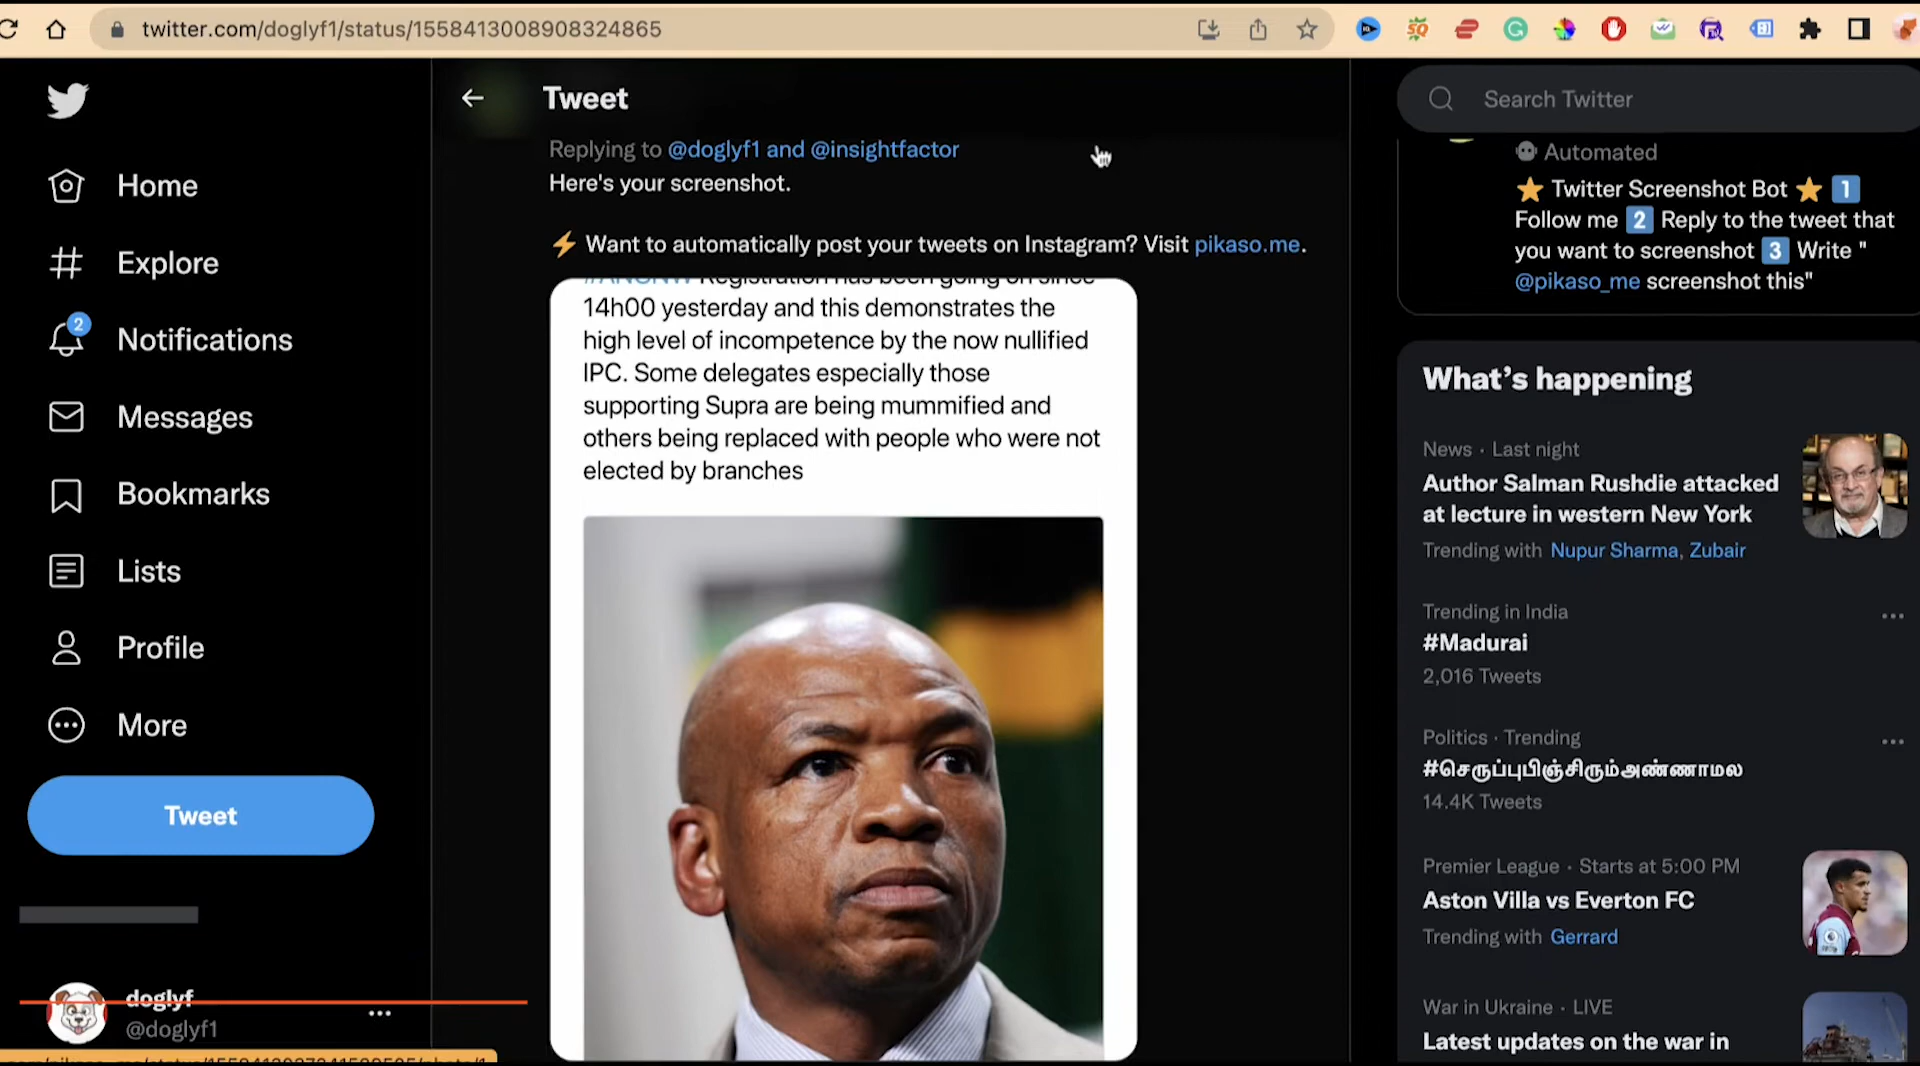 twitter.com/doglyf1/status/1558413008908324865
Home
Explore
2
Notifications
Messages
Bookmarks
Lists
Profile
More
Tweet
doglyf
@doglyf1
Tweet
Replying to @doglyf1 and @insightfactor
Here's your screenshot.
⚡ Want to automatically post your tweets on Instagram? Visit pikaso.me.
#ANCNW Registration has been going on since
14h00 yesterday and this demonstrates the
high level of incompetence by the now nullified
IPC. Some delegates especially those
supporting Supra are being mummified and
others being replaced with people who were not
elected by branches
Search Twitter
Automated
⭐ Twitter Screenshot Bot ⭐ 1️⃣
Follow me 2️⃣ Reply to the tweet that
you want to screenshot 3️⃣ Write "
@pikaso_me screenshot this"
What's happening
News · Last night
Author Salman Rushdie attacked
at lecture in western New York
Trending with Nupur Sharma, Zubair
Trending in India
#Madurai
2,016 Tweets
Politics · Trending
#செருப்புபிஞ்சிரும்அண்ணாமல
14.4K Tweets
Premier League · Starts at 5:00 PM
Aston Villa vs Everton FC
Trending with Gerrard
War in Ukraine · LIVE
Latest updates on the war in